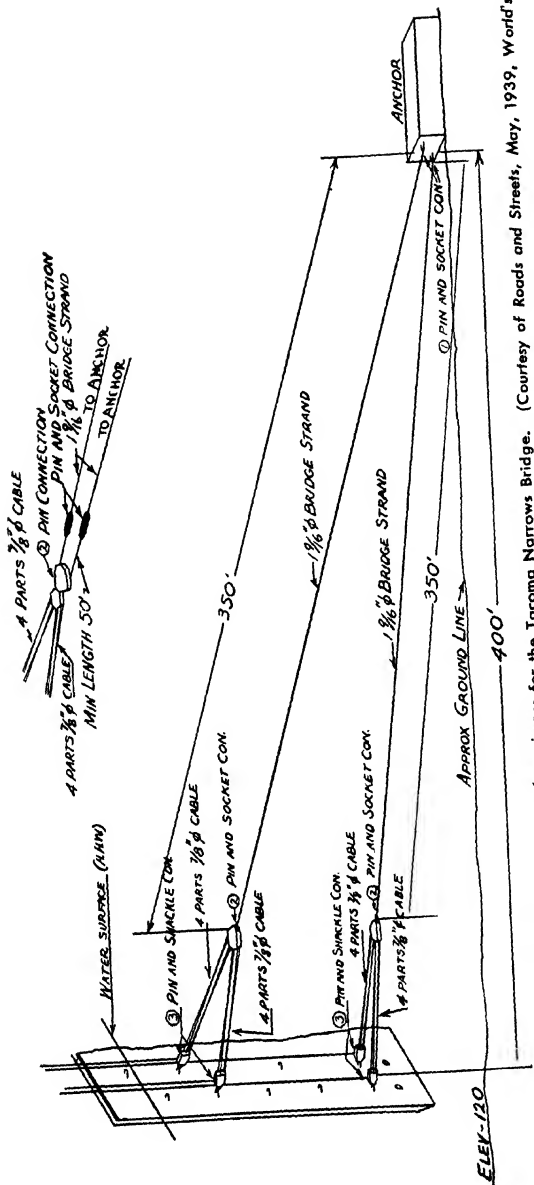 4 PARTS 7/8" φ CABLE
② PIN CONNECTION
PIN AND SOCKET CONNECTION
1 9/16" φ BRIDGE STRAND
TO ANCHOR
TO ANCHOR
4 PARTS 7/8" φ CABLE
MIN LENGTH 50'
WATER SURFACE
③ PIN AND SHACKLE CON.
4 PARTS 7/8" φ CABLE
② PIN AND SOCKET CON.
4 PARTS 7/8" φ CABLE
350'
1 9/16" φ BRIDGE STRAND
ANCHOR
③ PIN AND SHACKLE CON.
4 PARTS 7/8" φ CABLE
② PIN AND SOCKET CON.
4 PARTS 7/8" φ CABLE
1 9/16" φ BRIDGE STRAND
350'
① PIN AND SOCKET CON.
APPROX GROUND LINE
400'
ELEV-120
for the Tacoma Narrows Bridge. (Courtesy of Roads and Streets, May, 1939, World's